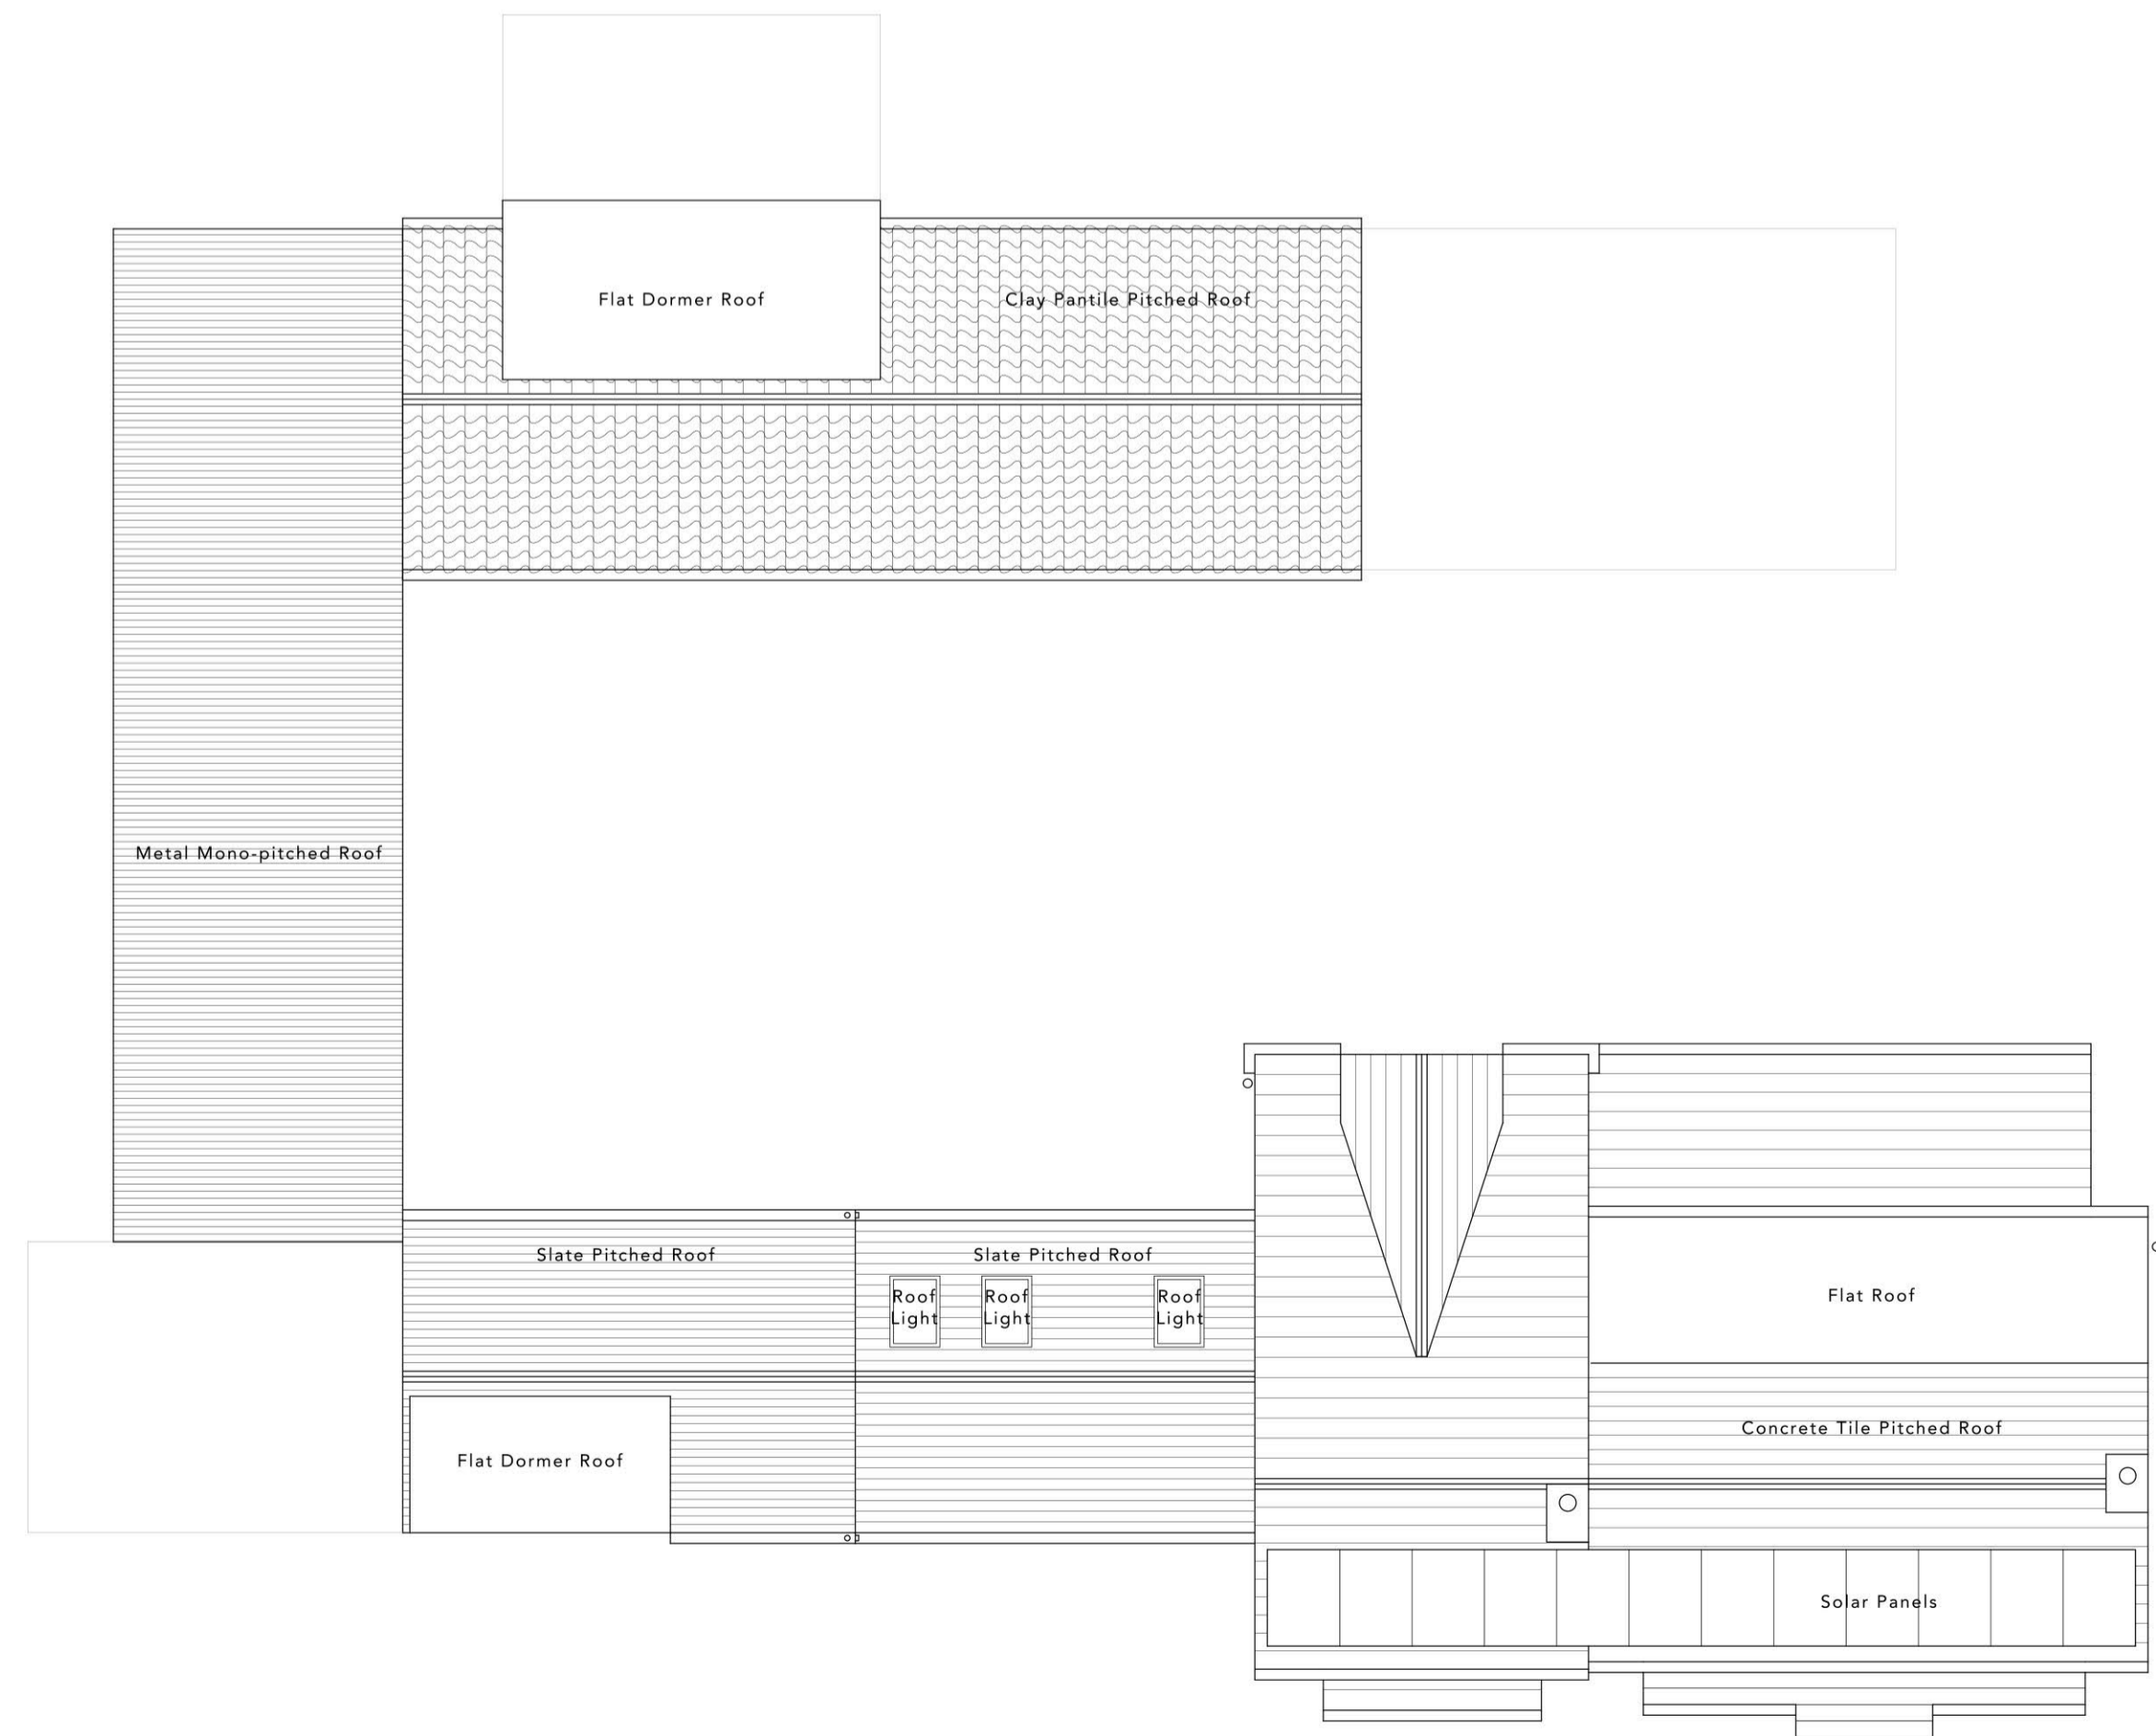 Flat Dormer Roof
Clay Pantile Pitched Roof
Metal Mono-pitched Roof
Slate Pitched Roof
Slate Pitched Roof
Roof
Light
Roof
Light
Roof
Light
Flat Roof
Concrete Tile Pitched Roof
Flat Dormer Roof
Solar Panels